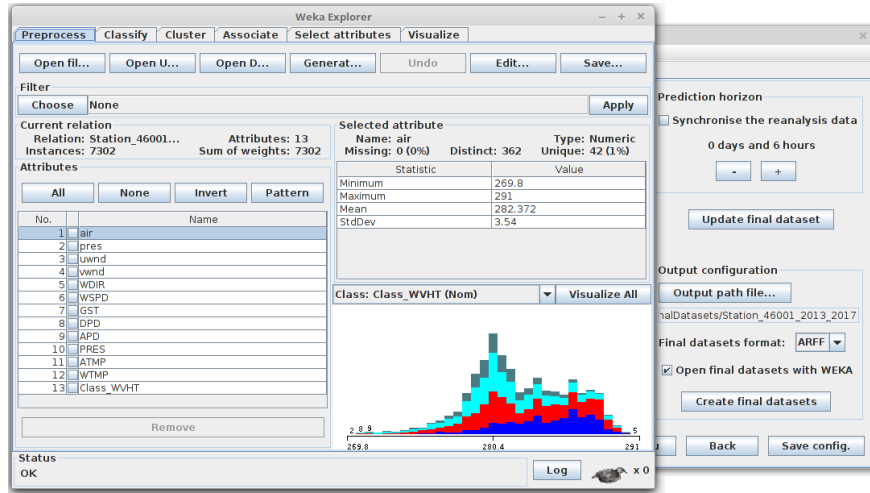 Weka Explorer
Preprocess Classify Cluster Associate Select attributes Visualize
Open fil... Open U... Open D... Generat... Undo Edit... Save...
Filter
Choose None Apply
Current relation
Relation: Station_46001... Attributes: 13
Instances: 7302 Sum of weights: 7302
Selected attribute
Name: air Type: Numeric
Missing: 0 (0%) Distinct: 362 Unique: 42 (1%)
Statistic Value
Minimum 269.8
Maximum 291
Mean 282.372
StdDev 3.54
Attributes
All None Invert Pattern
No. Name
1 air
2 pres
3 uwnd
4 vwnd
5 WDIR
6 WSPD
7 GST
8 DPD
9 APD
10 PRES
11 ATMP
12 WTMP
13 Class_WVHT
Remove
Class: Class_WVHT (Nom) Visualize All
2 8 9 5
269.8 280.4 291
Status
OK
Log x 0
Prediction horizon
Synchronise the reanalysis data
0 days and 6 hours
- +
Update final dataset
Output configuration
Output path file...
nalDatasets/Station_46001_2013_2017
Final datasets format: ARFF
Open final datasets with WEKA
Create final datasets
Back Save config.